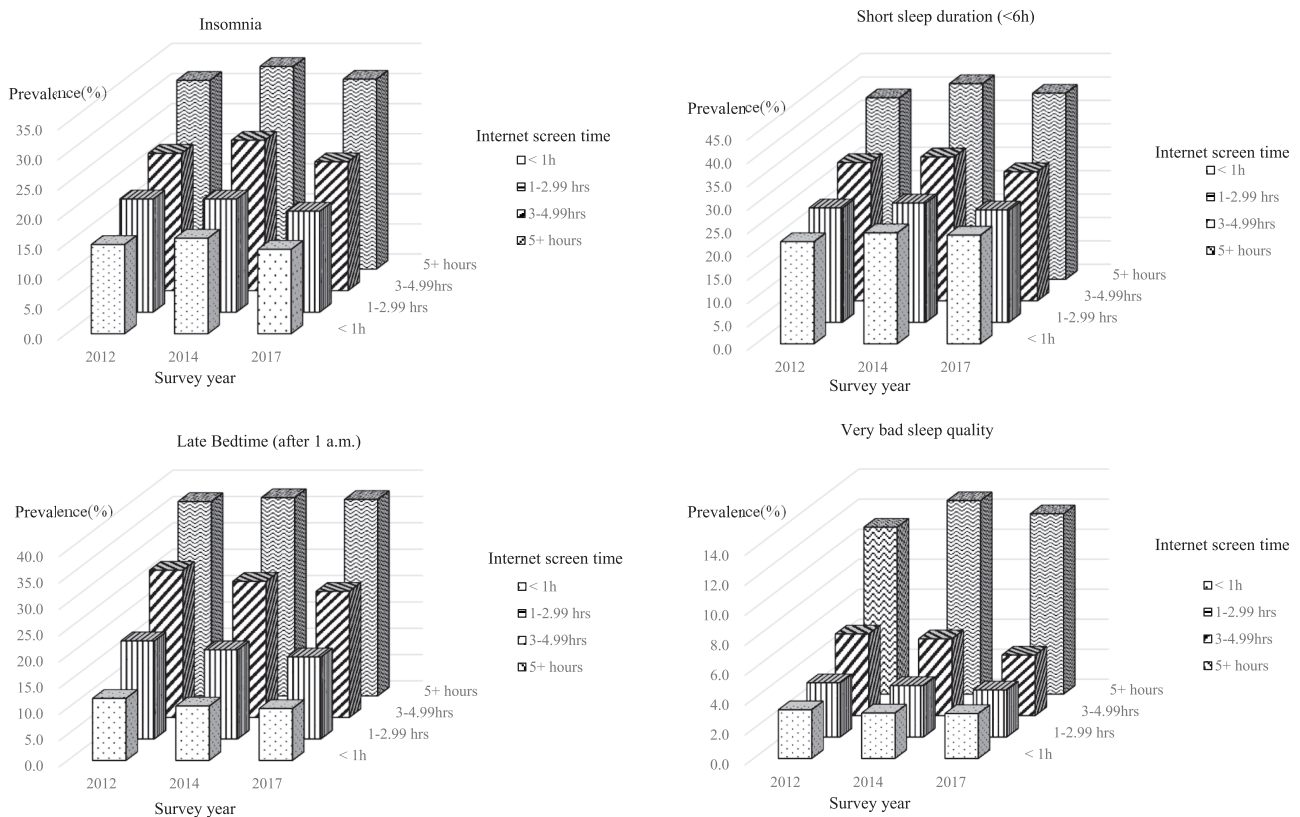 Insomnia
Prevalence(%)
35.0
30.0
25.0
20.0
15.0
10.0
5.0
0.0
2012 2014 2017
Survey year
< 1h
1-2.99 hrs
3-4.99hrs
5+ hours
Internet screen time
< 1h
1-2.99 hrs
3-4.99hrs
5+ hours
Short sleep duration (<6h)
Prevalence(%)
45.0
40.0
35.0
30.0
25.0
20.0
15.0
10.0
5.0
0.0
2012 2014 2017
Survey year
< 1h
1-2.99 hrs
3-4.99hrs
5+ hours
Internet screen time
< 1h
1-2.99 hrs
3-4.99hrs
5+ hours
Late Bedtime (after 1 a.m.)
Prevalence(%)
40.0
35.0
30.0
25.0
20.0
15.0
10.0
5.0
0.0
2012 2014 2017
Survey year
< 1h
1-2.99 hrs
3-4.99hrs
5+ hours
Internet screen time
< 1h
1-2.99 hrs
3-4.99hrs
5+ hours
Very bad sleep quality
Prevalence(%)
14.0
12.0
10.0
8.0
6.0
4.0
2.0
0.0
2012 2014 2017
Survey year
< 1h
1-2.99 hrs
3-4.99hrs
5+ hours
Internet screen time
< 1h
1-2.99 hrs
3-4.99hrs
5+ hours